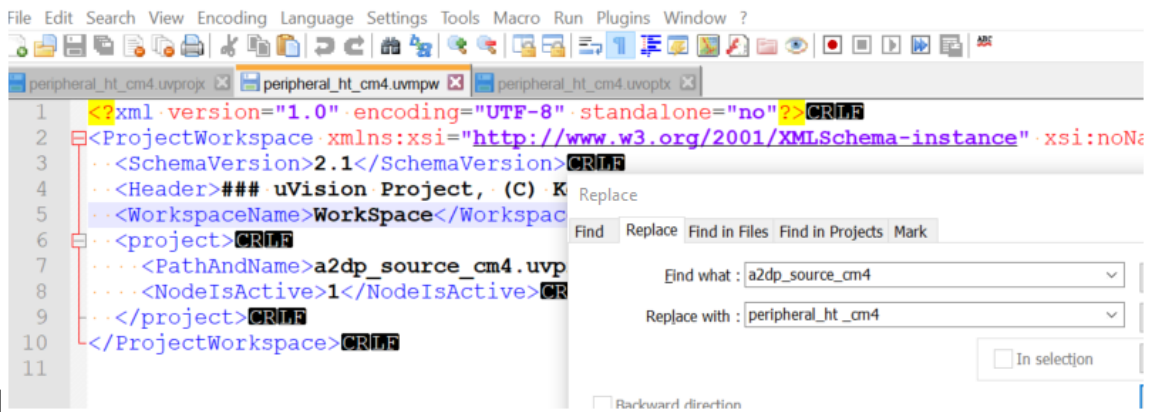 File Edit Search View Encoding Language Settings Tools Macro Run Plugins Window ?
ABC
peripheral_ht_cm4.uvprojx peripheral_ht_cm4.uvmpw peripheral_ht_cm4.uvoptx
1 <?xml version="1.0" encoding="UTF-8" standalone="no"?>CRLF
2 <ProjectWorkspace xmlns:xsi="http://www.w3.org/2001/XMLSchema-instance" xsi:noNa
3 <SchemaVersion>2.1</SchemaVersion>CRLF
4 <Header>### uVision Project, (C) K
5 <WorkspaceName>WorkSpace</Workspac
6 <project>CRLF
7 <PathAndName>a2dp_source_cm4.uvp
8 <NodeIsActive>1</NodeIsActive>CR
9 </project>CRLF
10 </ProjectWorkspace>CRLF
11
Replace
Find Replace Find in Files Find in Projects Mark
Find what : a2dp_source_cm4
Replace with : peripheral_ht _cm4
In selection
Backward direction